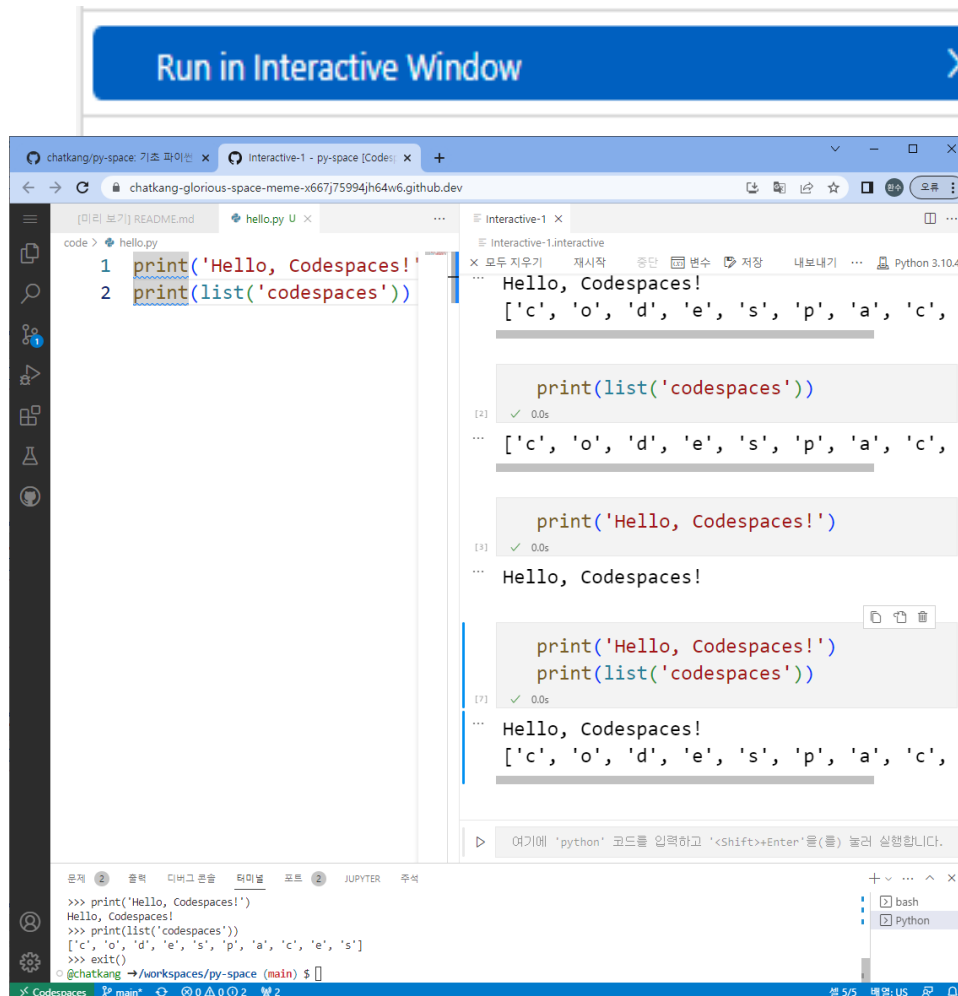 Run in Interactive Window
chatkang/py-space: 기초 파이썬
Interactive-1 - py-space [Codes
chatkang-glorious-space-meme-x667j75994jh64w6.github.dev
오류
[미리 보기] README.md
hello.py U
Interactive-1
code > hello.py
Interactive-1.interactive
1 print('Hello, Codespaces!'
2 print(list('codespaces'))
모두 지우기 재시작 중단 변수 저장 내보내기 ... Python 3.10.4
Hello, Codespaces!
['c', 'o', 'd', 'e', 's', 'p', 'a', 'c',
print(list('codespaces'))
[2] 0.0s
['c', 'o', 'd', 'e', 's', 'p', 'a', 'c',
print('Hello, Codespaces!')
[3] 0.0s
Hello, Codespaces!
print('Hello, Codespaces!')
print(list('codespaces'))
[7] 0.0s
Hello, Codespaces!
['c', 'o', 'd', 'e', 's', 'p', 'a', 'c',
여기에 'python' 코드를 입력하고 '<Shift>+Enter'을(를) 눌러 실행합니다.
문제 2 출력 디버그 콘솔 터미널 포트 2 JUPYTER 주석
>>> print('Hello, Codespaces!')
Hello, Codespaces!
>>> print(list('codespaces'))
['c', 'o', 'd', 'e', 's', 'p', 'a', 'c', 'e', 's']
>>> exit()
@chatkang →/workspaces/py-space (main) $
bash
Python
Codespaces main* 0 0 2 2 셀 5/5 배열: US